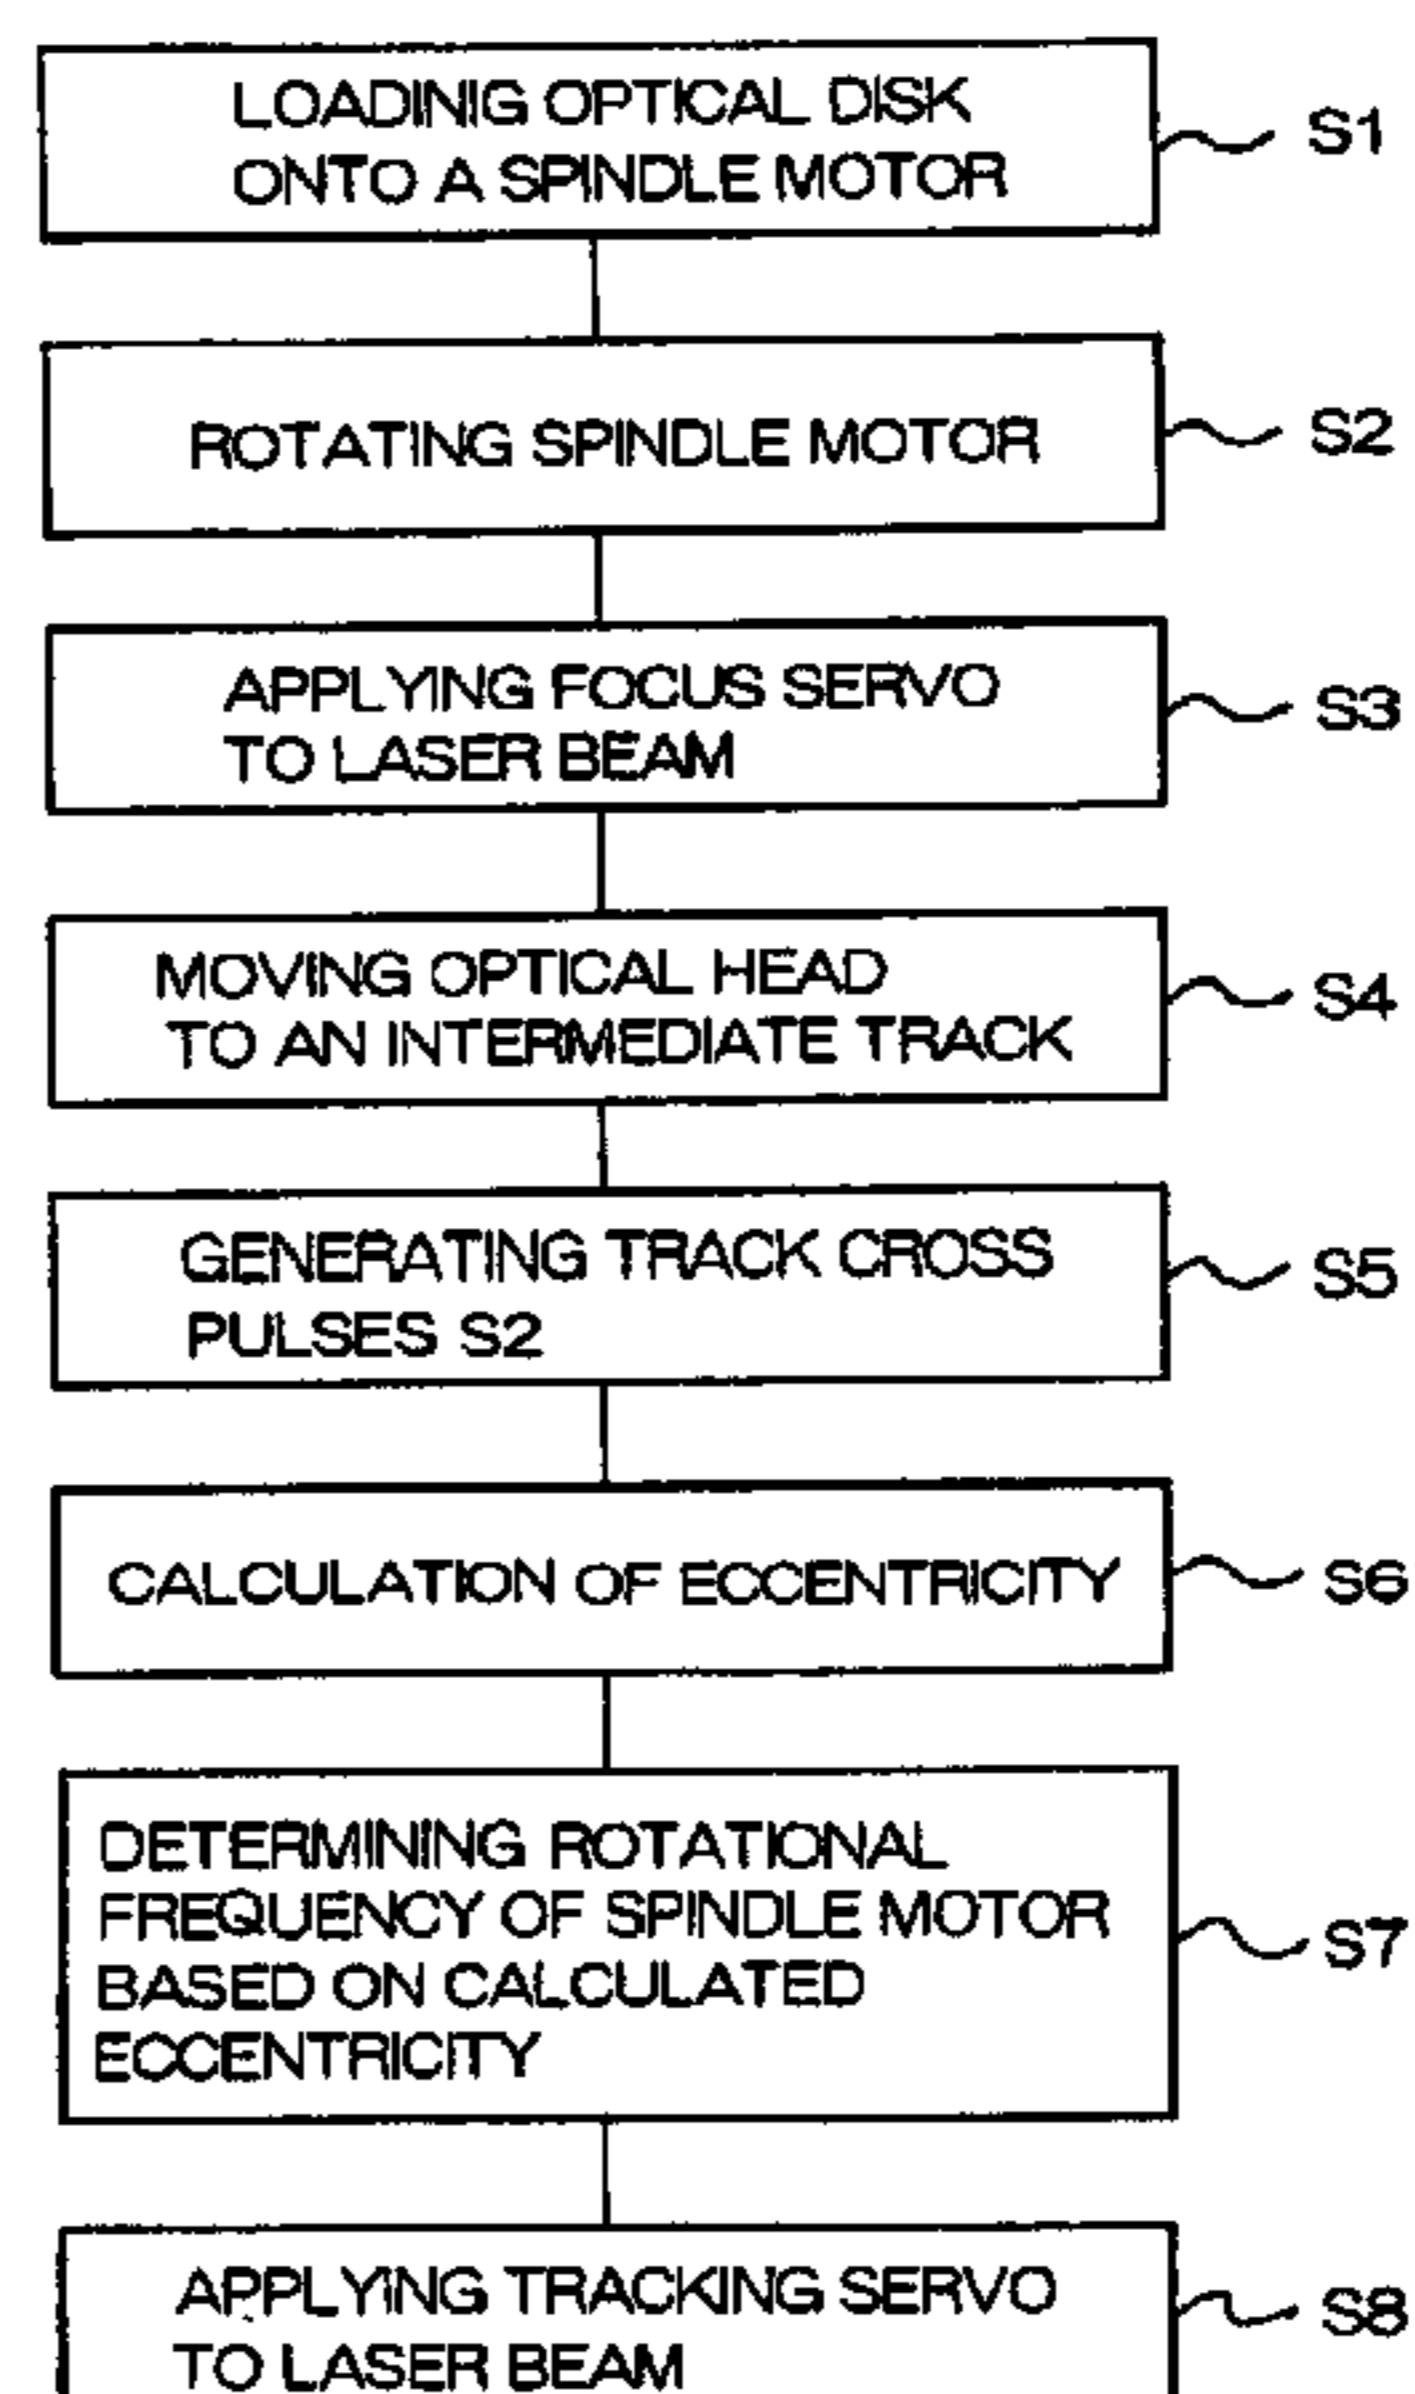 LOADINIG OPTICAL DISK
ONTO A SPINDLE MOTOR
S1
ROTATING SPINDLE MOTOR
S2
APPLYING FOCUS SERVO
TO LASER BEAM
S3
MOVING OPTICAL HEAD
TO AN INTERMEDIATE TRACK
S4
GENERATING TRACK CROSS
PULSES S2
S5
CALCULATION OF ECCENTRICITY
S6
DETERMINING ROTATIONAL
FREQUENCY OF SPINDLE MOTOR
BASED ON CALCULATED
ECCENTRICITY
S7
APPLYING TRACKING SERVO
TO LASER BEAM
S8